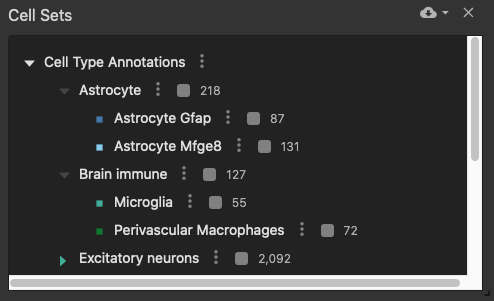 Cell Sets
Cell Type Annotations
Astrocyte 218
Astrocyte Gfap 87
Astrocyte Mfge8 131
Brain immune 127
Microglia 55
Perivascular Macrophages 72
Excitatory neurons 2,092